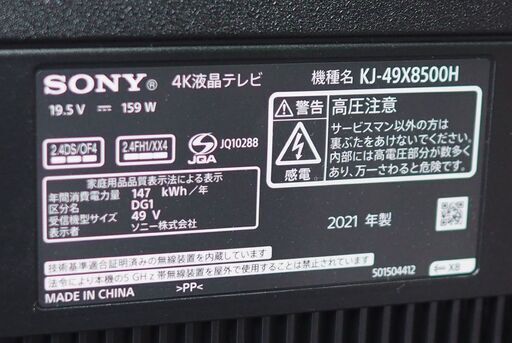 SONY® 4K液晶テレビ 機種名 KJ-49X8500H
19.5 V ⎓ 159 W
2.4DS/OF4
2.4FH1/XX4
JQA
JQ10288
警告 高圧注意
サービスマン以外の方は
裏ぶたをあけないでください。
内部には高電圧部分が数多く
あり、万一さわると危険です。
感電
家庭用品品質表示法による表示
年間消費電力量 147 kWh/年
区分名 DG1
受信機型サイズ 49 V
表示者 ソニー株式会社
2021 年製
技術基準適合証明済みの無線装置を内蔵しています
法令により本機の5 GHz 帯無線装置を屋外で使用することは禁止されています
501504412
X8
MADE IN CHINA
>PP<